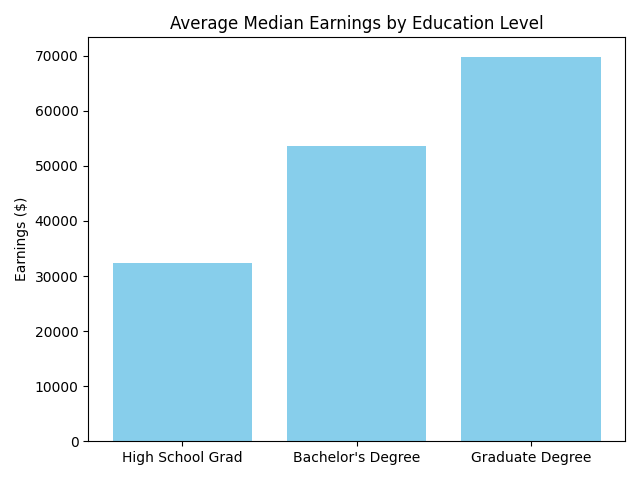 Average Median Earnings by Education Level
Earnings ($)
70000
60000
50000
40000
30000
20000
10000
0
High School Grad
Bachelor's Degree
Graduate Degree